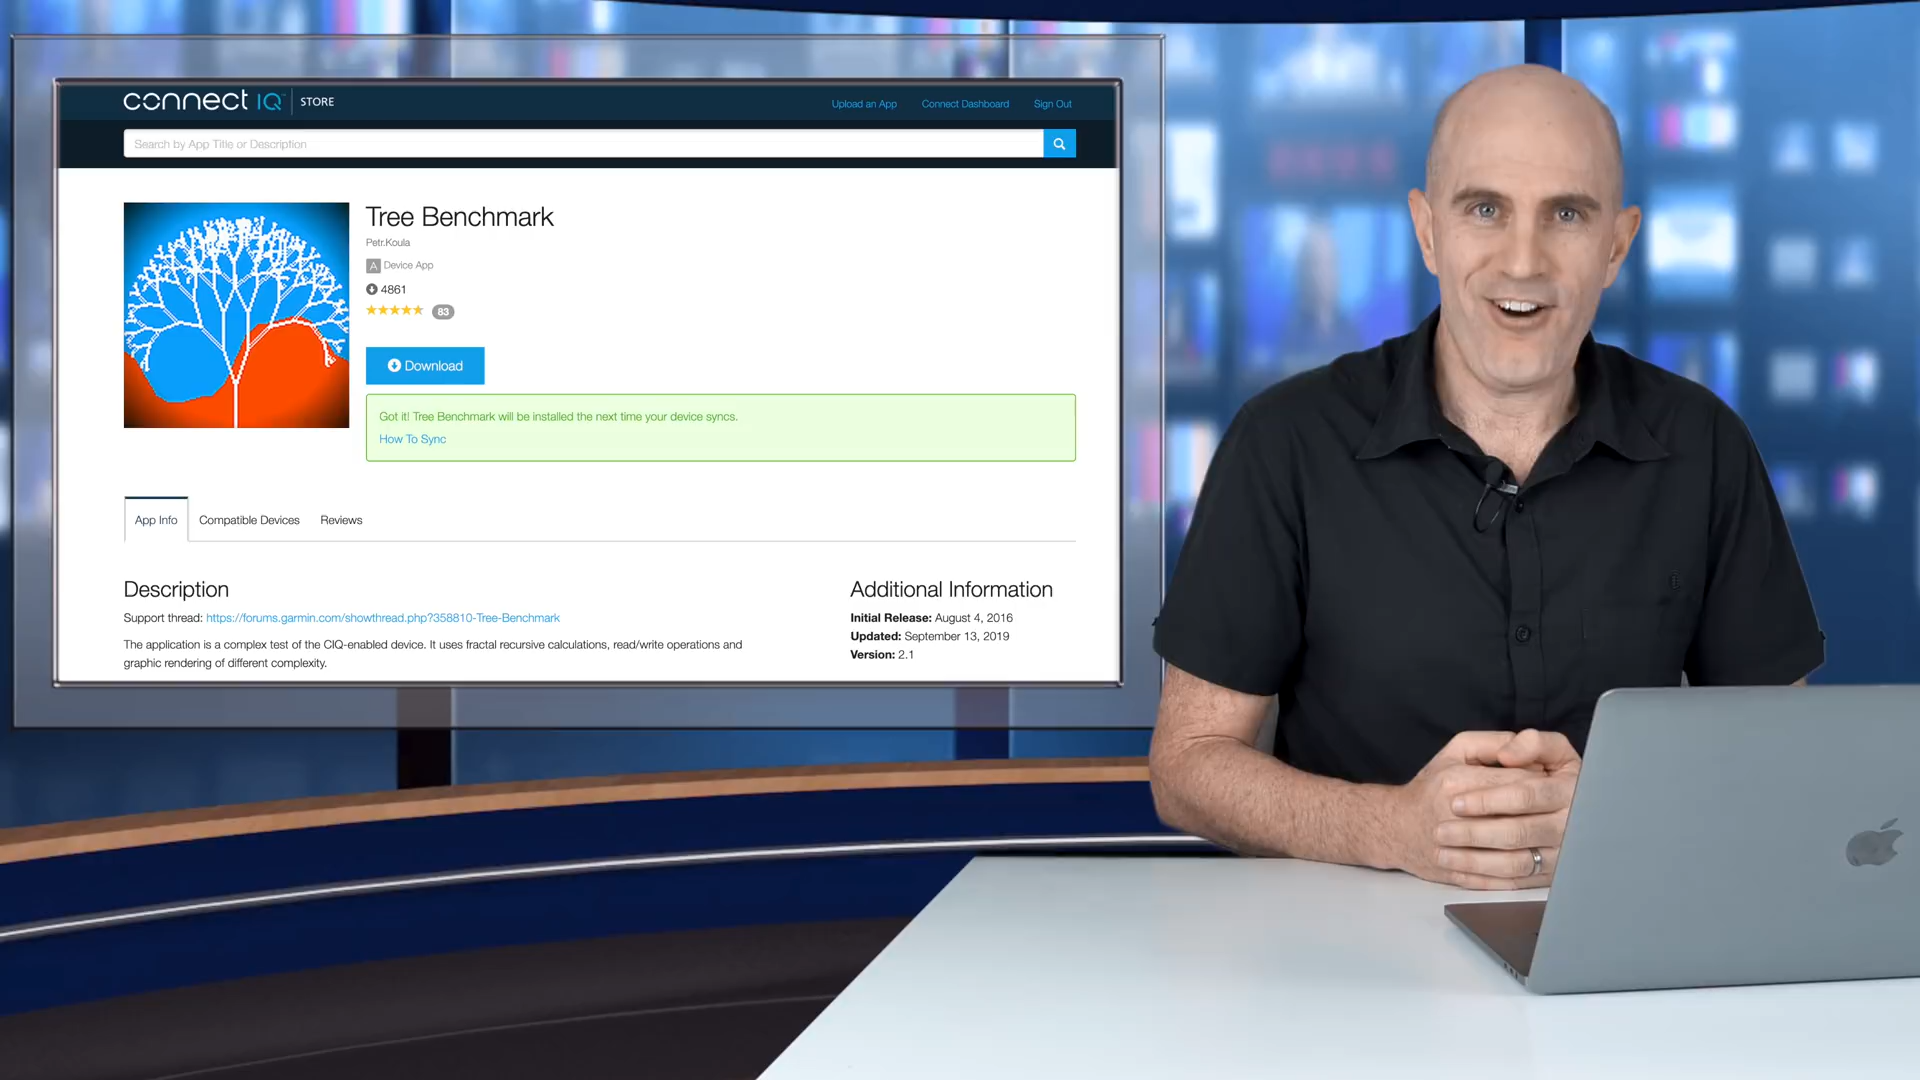 connect IQ™ STORE
Upload an App Connect Dashboard Sign Out
Search by App Title or Description
Tree Benchmark
Petr.Koula
A Device App
4861
83
Download
Got it! Tree Benchmark will be installed the next time your device syncs.
How To Sync
App Info Compatible Devices Reviews
Description
Support thread: https://forums.garmin.com/showthread.php?358810-Tree-Benchmark
The application is a complex test of the CIQ-enabled device. It uses fractal recursive calculations, read/write operations and
graphic rendering of different complexity.
Additional Information
Initial Release: August 4, 2016
Updated: September 13, 2019
Version: 2.1